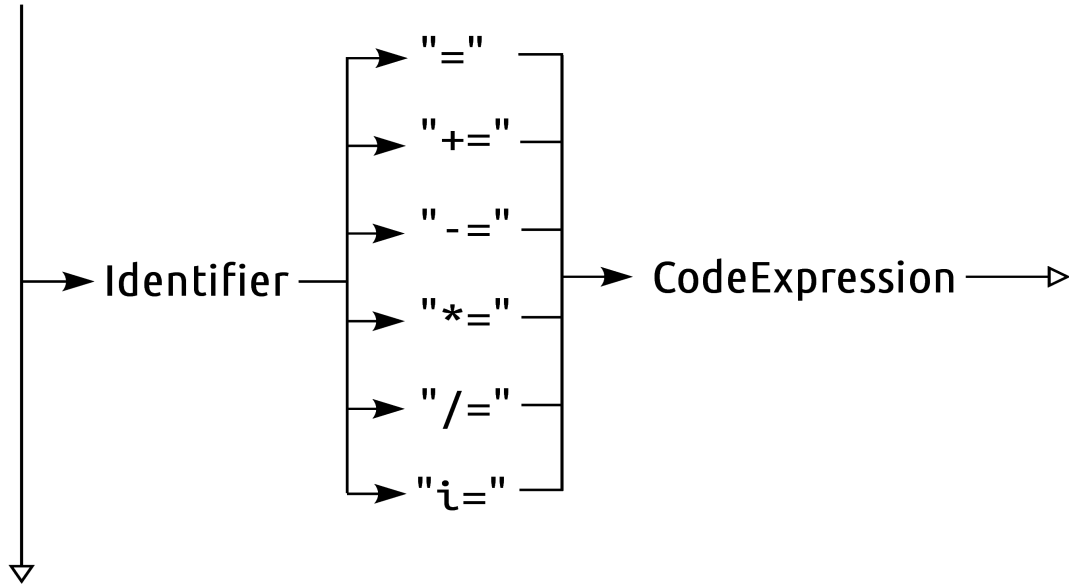 "="
"+="
"-="
Identifier
CodeExpression
"*="
"/="
"i="